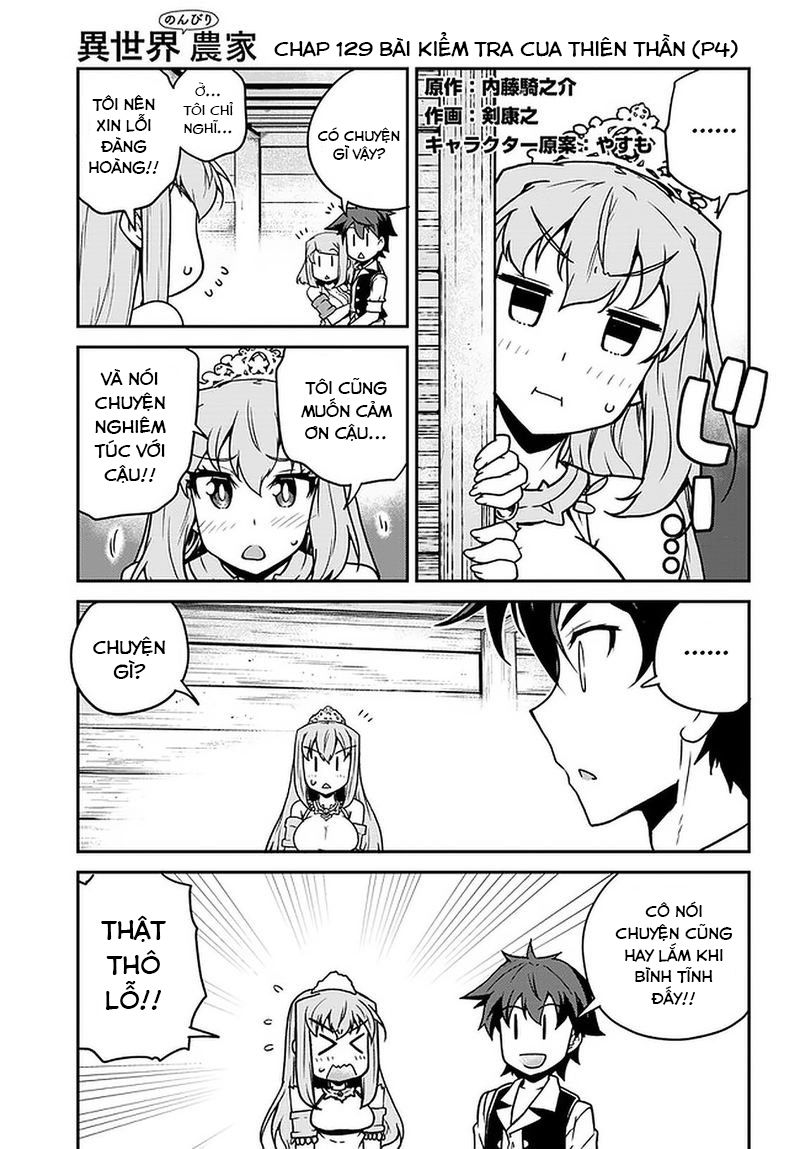 のんびり
異世界 農家
CHAP 129 BÀI KIỂM TRA CUA THIÊN THẦN (P4)
原作：内藤騎之介
作画：剣康之
キャラクター原案：やすも
......
ジー
CÓ CHUYỆN
GÌ VẬY?
Ở...
TÔI CHỈ
NGHĨ...
TÔI NÊN
XIN LỖI
ĐÀNG
HOÀNG!!
TÔI CŨNG
MUỐN CẢM
ƠN CẬU...
VÀ NÓI
CHUYỆN
NGHIÊM
TÚC VỚI
CẬU!!
......
CHUYỆN
GÌ?
CÔ NÓI
CHUYỆN CŨNG
HAY LẮM KHI
BÌNH TĨNH
ĐẤY!!
THẬT
THÔ
LỖ!!